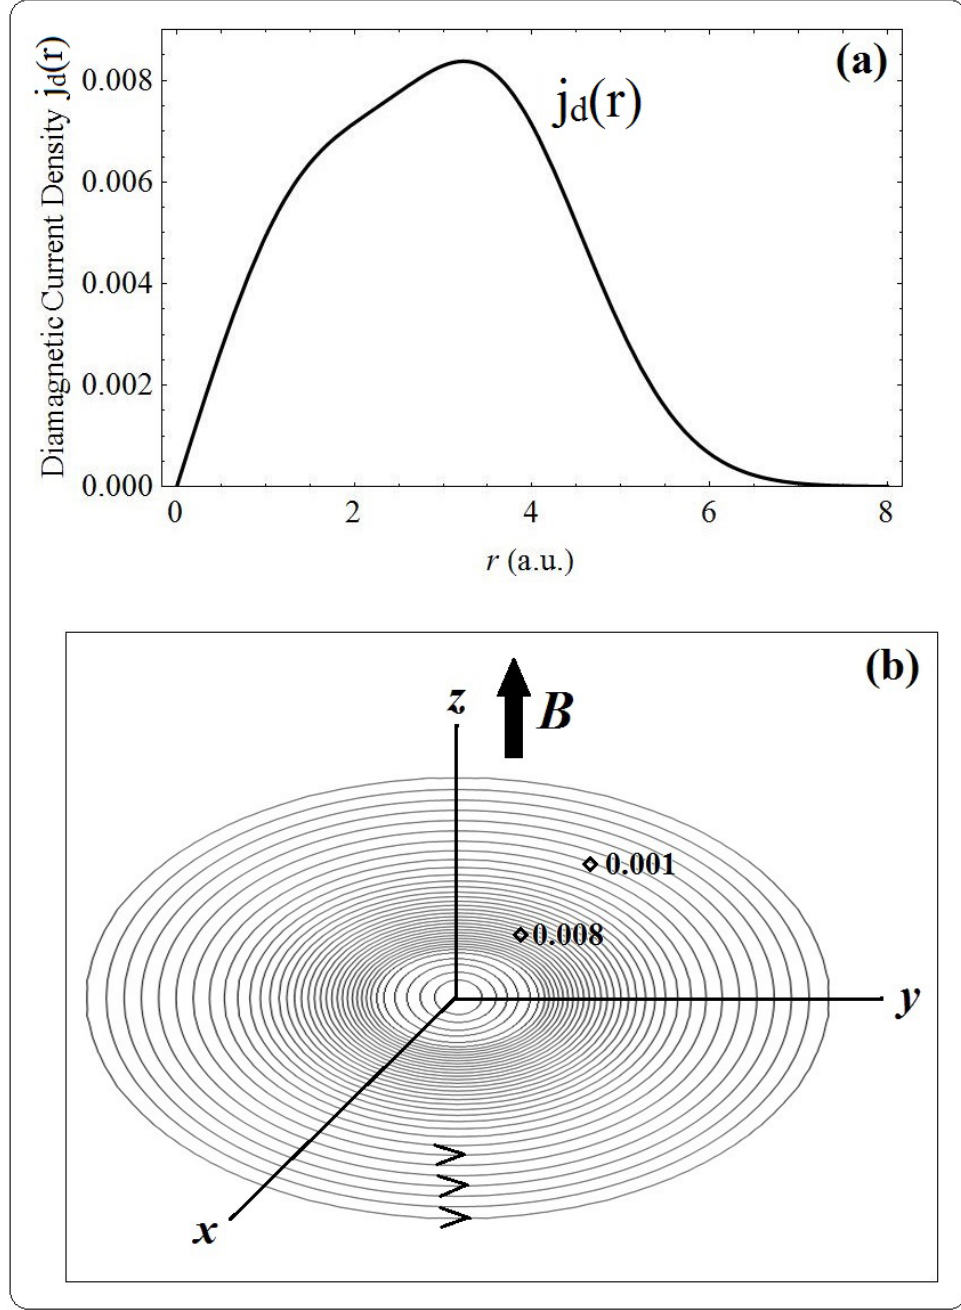 (a)
Diamagnetic Current Density jd(r)
jd(r)
0.008
0.006
0.004
0.002
0.000
0 2 4 6 8
r (a.u.)
(b)
z
B
0.001
0.008
y
x